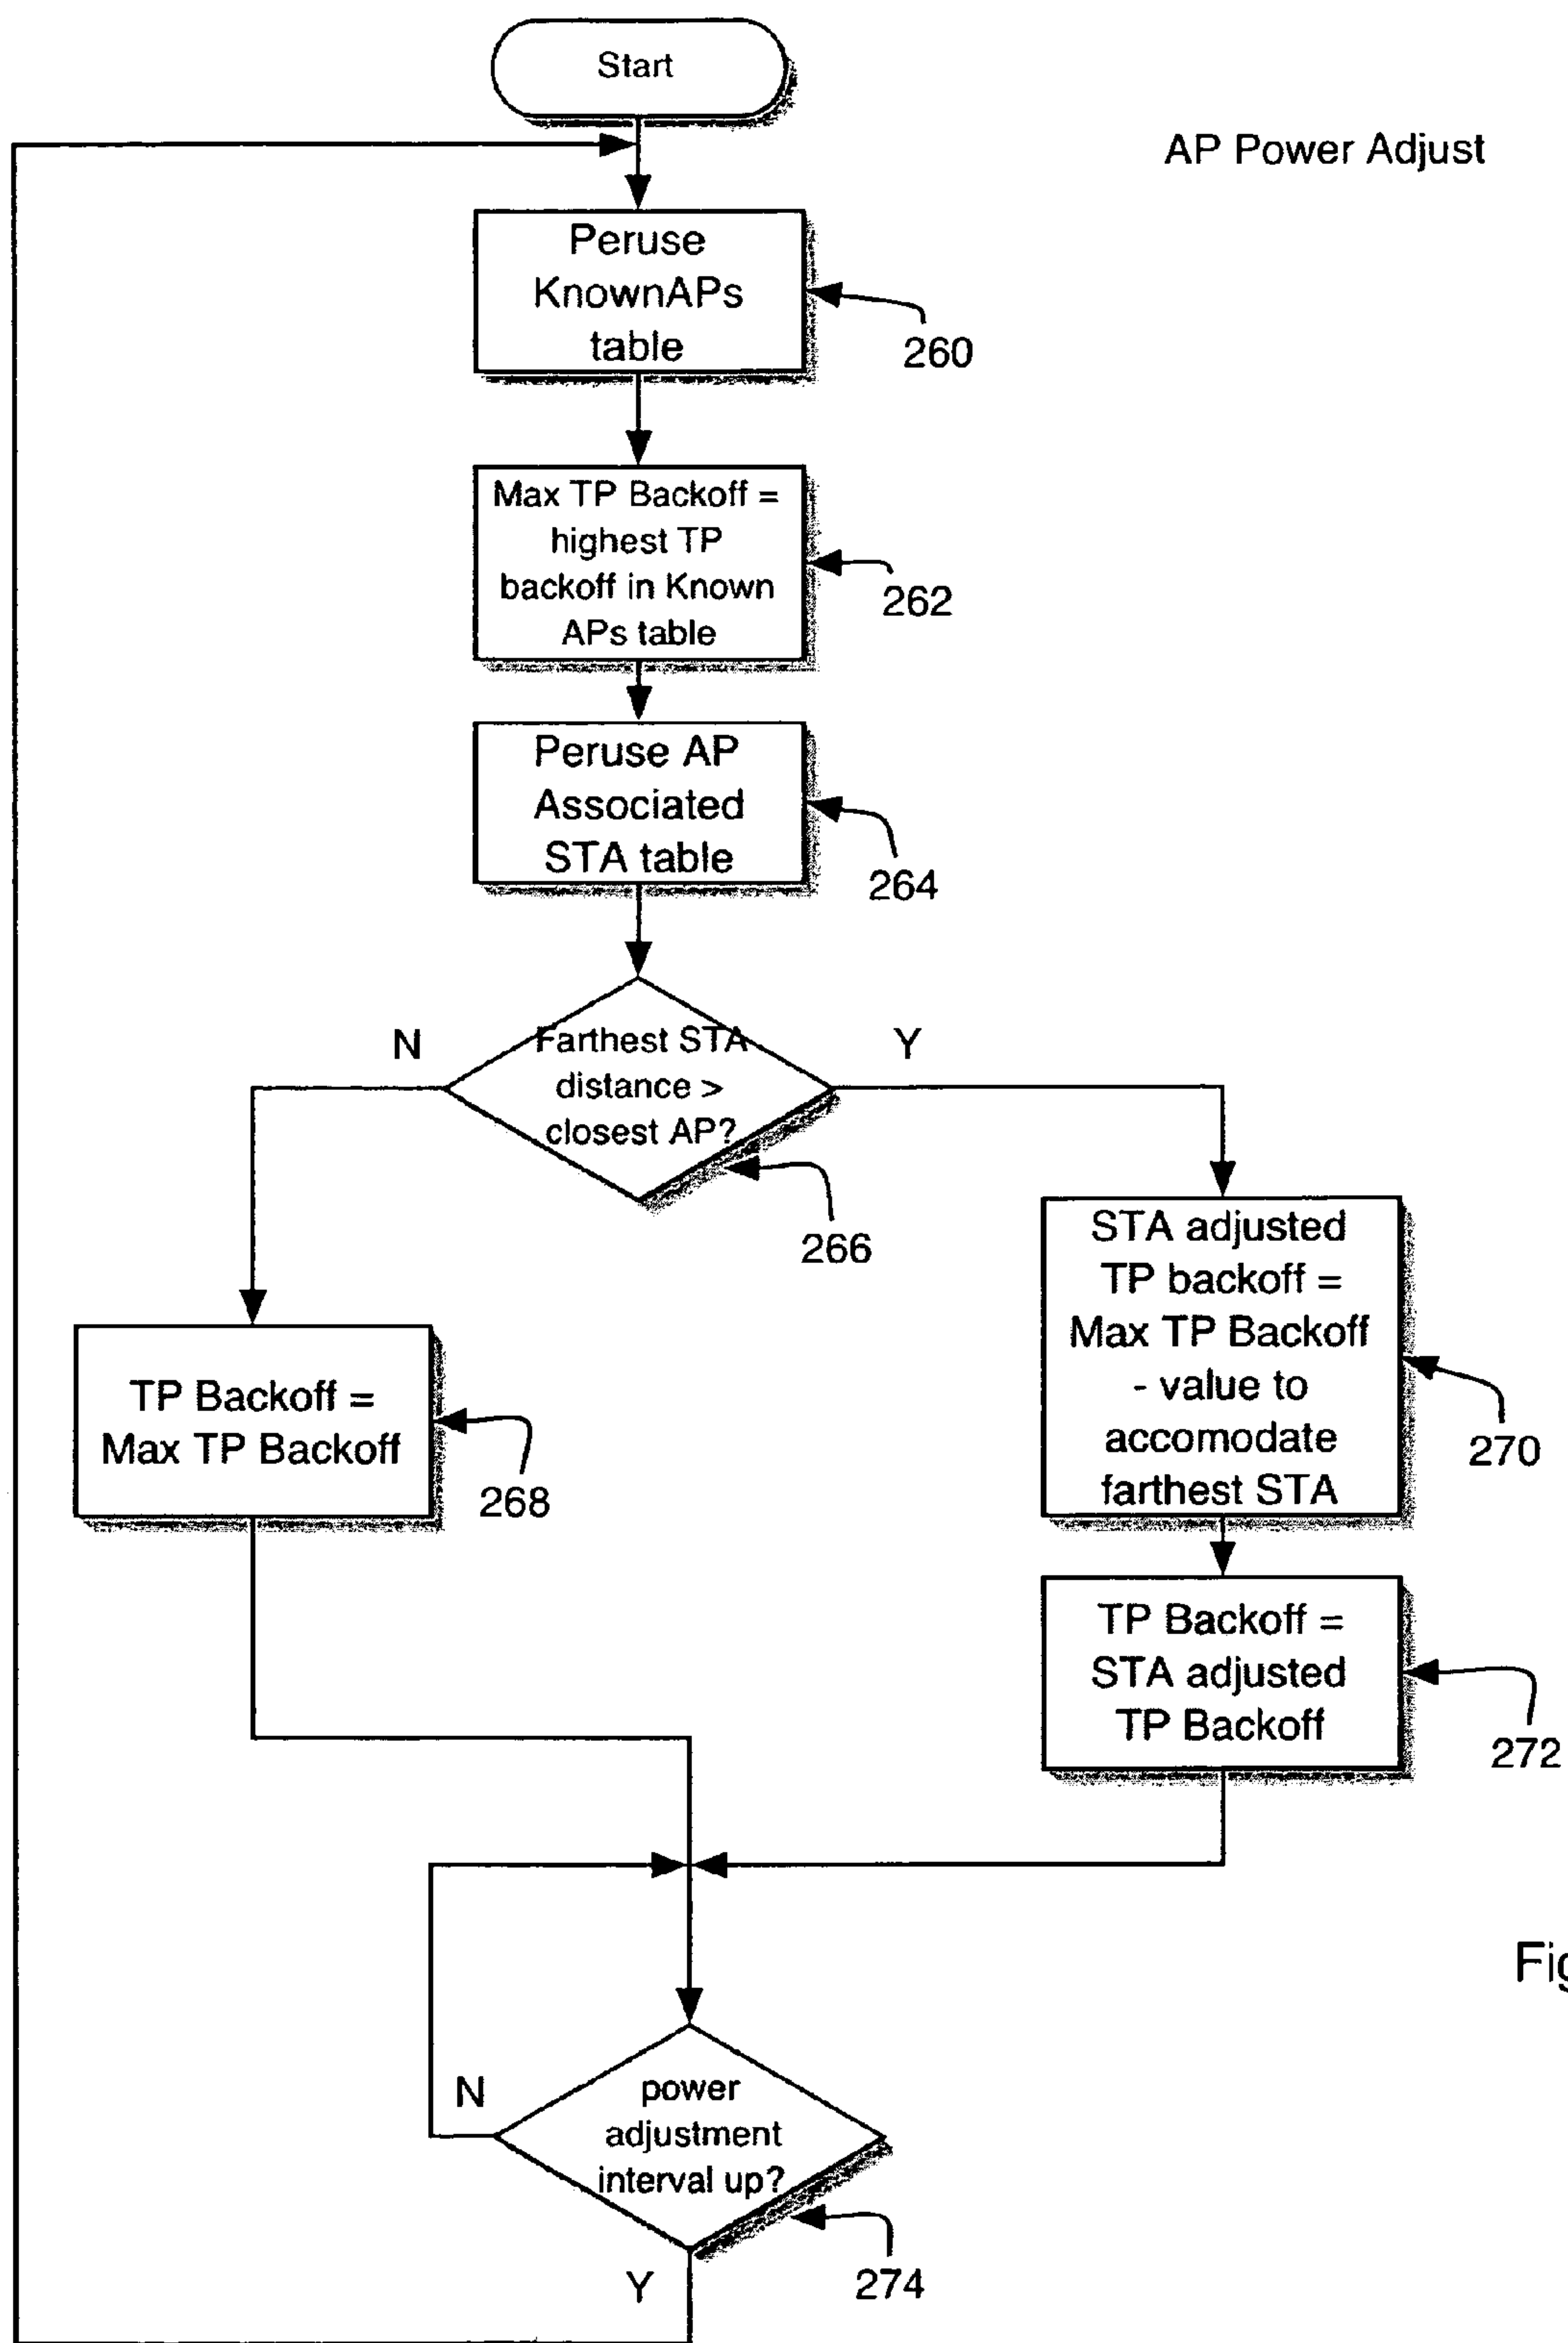 Start
AP Power Adjust
Peruse
KnownAPs
table
260
Max TP Backoff =
highest TP
backoff in Known
APs table
262
Peruse AP
Associated
STA table
264
N
Farthest STA
distance >
closest AP?
Y
266
STA adjusted
TP backoff =
Max TP Backoff
- value to
accomodate
farthest STA
270
TP Backoff =
Max TP Backoff
268
TP Backoff =
STA adjusted
TP Backoff
272
Fig
N
power
adjustment
interval up?
Y
274